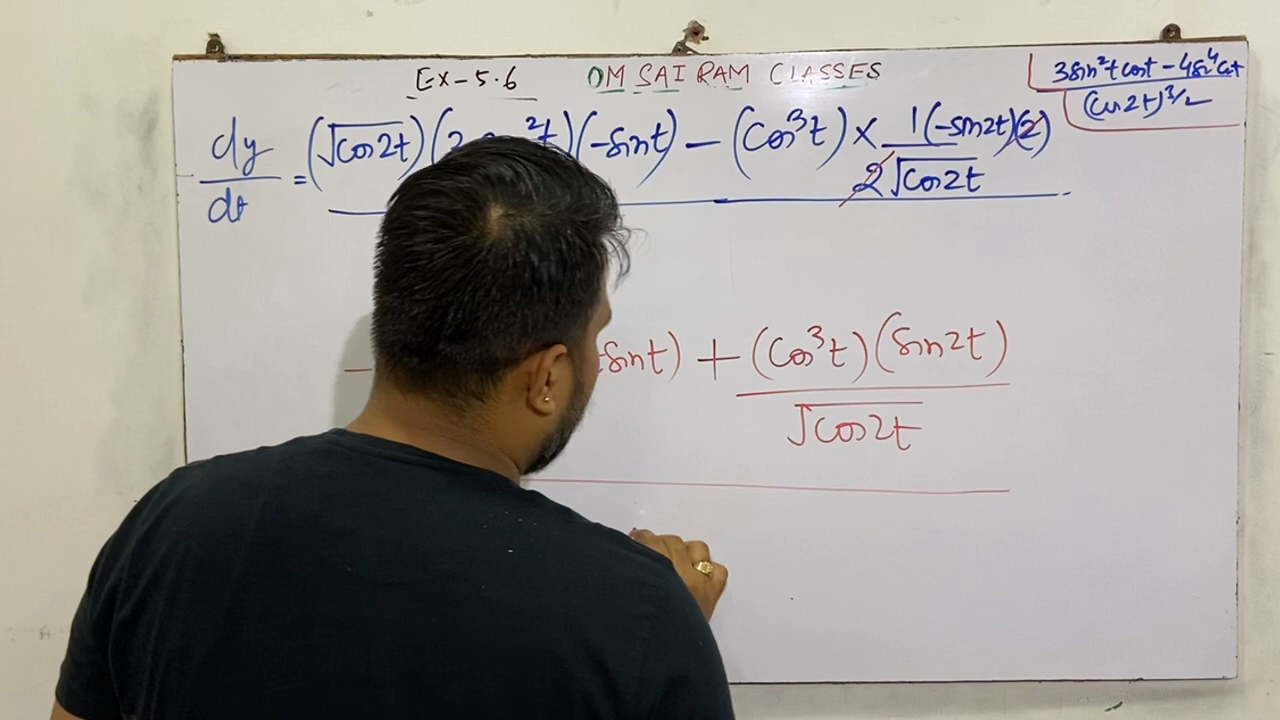 Ex-5.6 OM SAI RAM CLASSES
3sin²t cost - 4sin⁴t cost
(cos2t)^3/2
dy/dt = (√cos2t)( ²t)(-sint) - (cos³t) × 1(-sin2t)(2)
2√cos2t
-sint) + (cos³t)(sin2t)
√cos2t